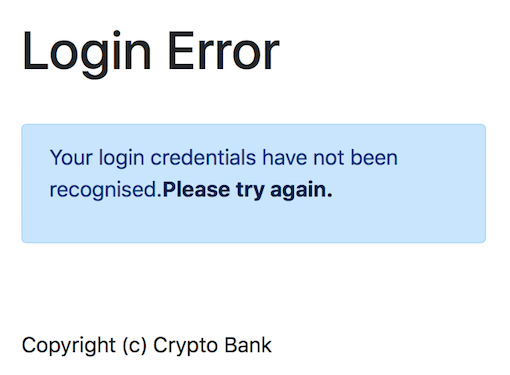 Login Error
Your login credentials have not been
recognised.Please try again.
Copyright (c) Crypto Bank